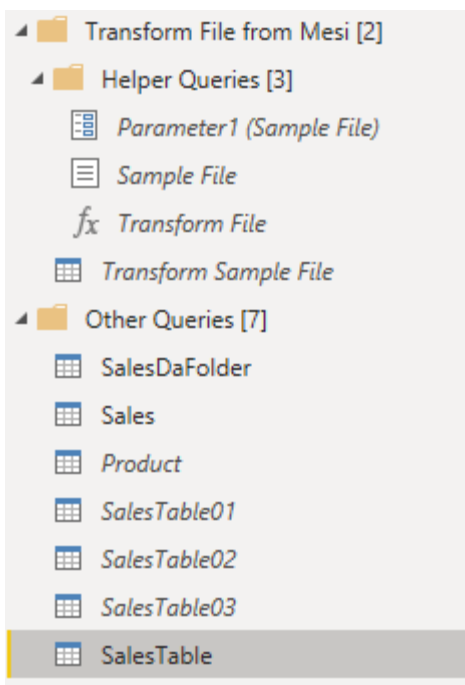 Transform File from Mesi [2]
Helper Queries [3]
Parameter1 (Sample File)
Sample File
fx Transform File
Transform Sample File
Other Queries [7]
SalesDaFolder
Sales
Product
SalesTable01
SalesTable02
SalesTable03
SalesTable